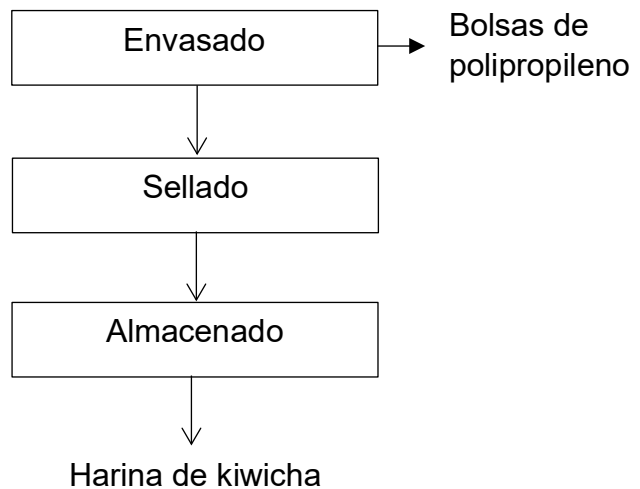 Envasado
Bolsas de
polipropileno
Sellado
Almacenado
Harina de kiwicha